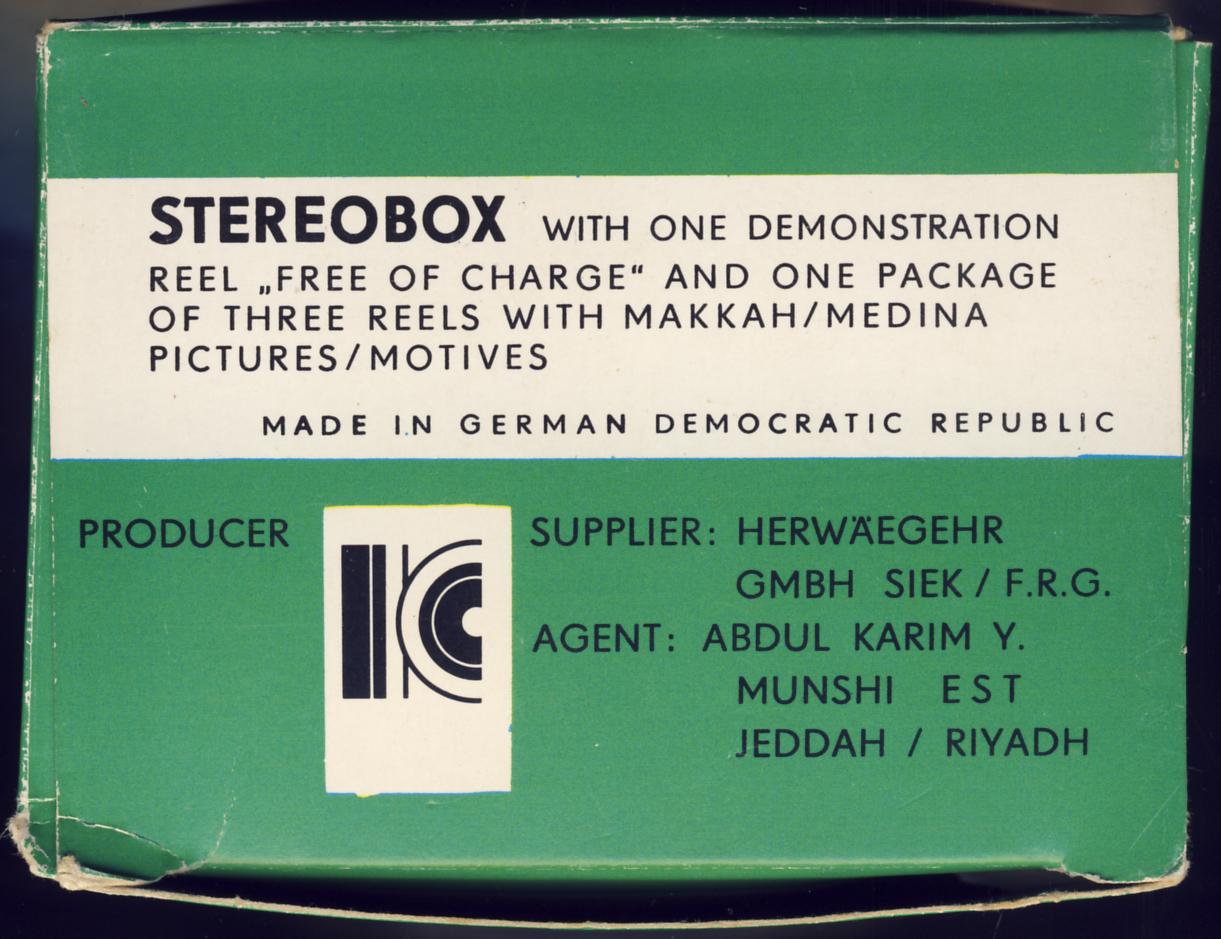 STEREOBOX WITH ONE DEMONSTRATION
REEL „FREE OF CHARGE“ AND ONE PACKAGE
OF THREE REELS WITH MAKKAH/MEDINA
PICTURES/MOTIVES
MADE IN GERMAN DEMOCRATIC REPUBLIC
PRODUCER
SUPPLIER: HERWÄEGEHR
GMBH SIEK / F.R.G.
AGENT: ABDUL KARIM Y.
MUNSHI EST
JEDDAH / RIYADH